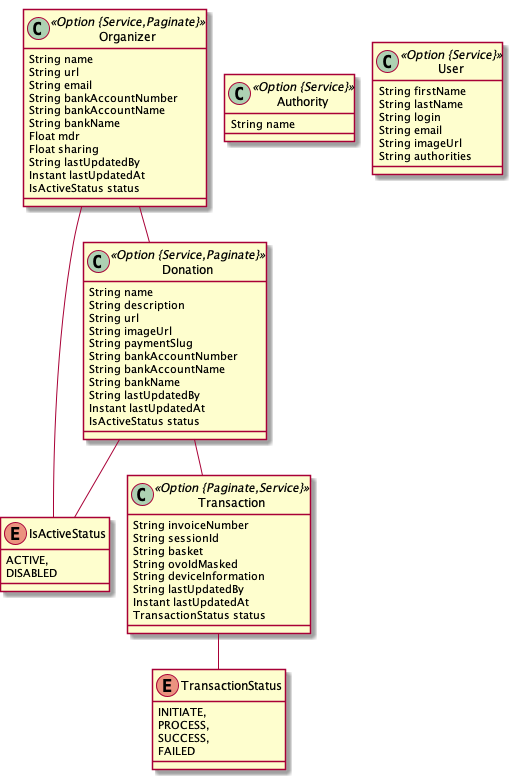 C «Option {Service,Paginate}»
Organizer
String name
String url
String email
String bankAccountNumber
String bankAccountName
String bankName
Float mdr
Float sharing
String lastUpdatedBy
Instant lastUpdatedAt
IsActiveStatus status
C «Option {Service}»
Authority
String name
C «Option {Service}»
User
String firstName
String lastName
String login
String email
String imageUrl
String authorities
C «Option {Service,Paginate}»
Donation
String name
String description
String url
String imageUrl
String paymentSlug
String bankAccountNumber
String bankAccountName
String bankName
String lastUpdatedBy
Instant lastUpdatedAt
IsActiveStatus status
C «Option {Paginate,Service}»
Transaction
String invoiceNumber
String sessionId
String basket
String ovoIdMasked
String deviceInformation
String lastUpdatedBy
Instant lastUpdatedAt
TransactionStatus status
E IsActiveStatus
ACTIVE,
DISABLED
E TransactionStatus
INITIATE,
PROCESS,
SUCCESS,
FAILED